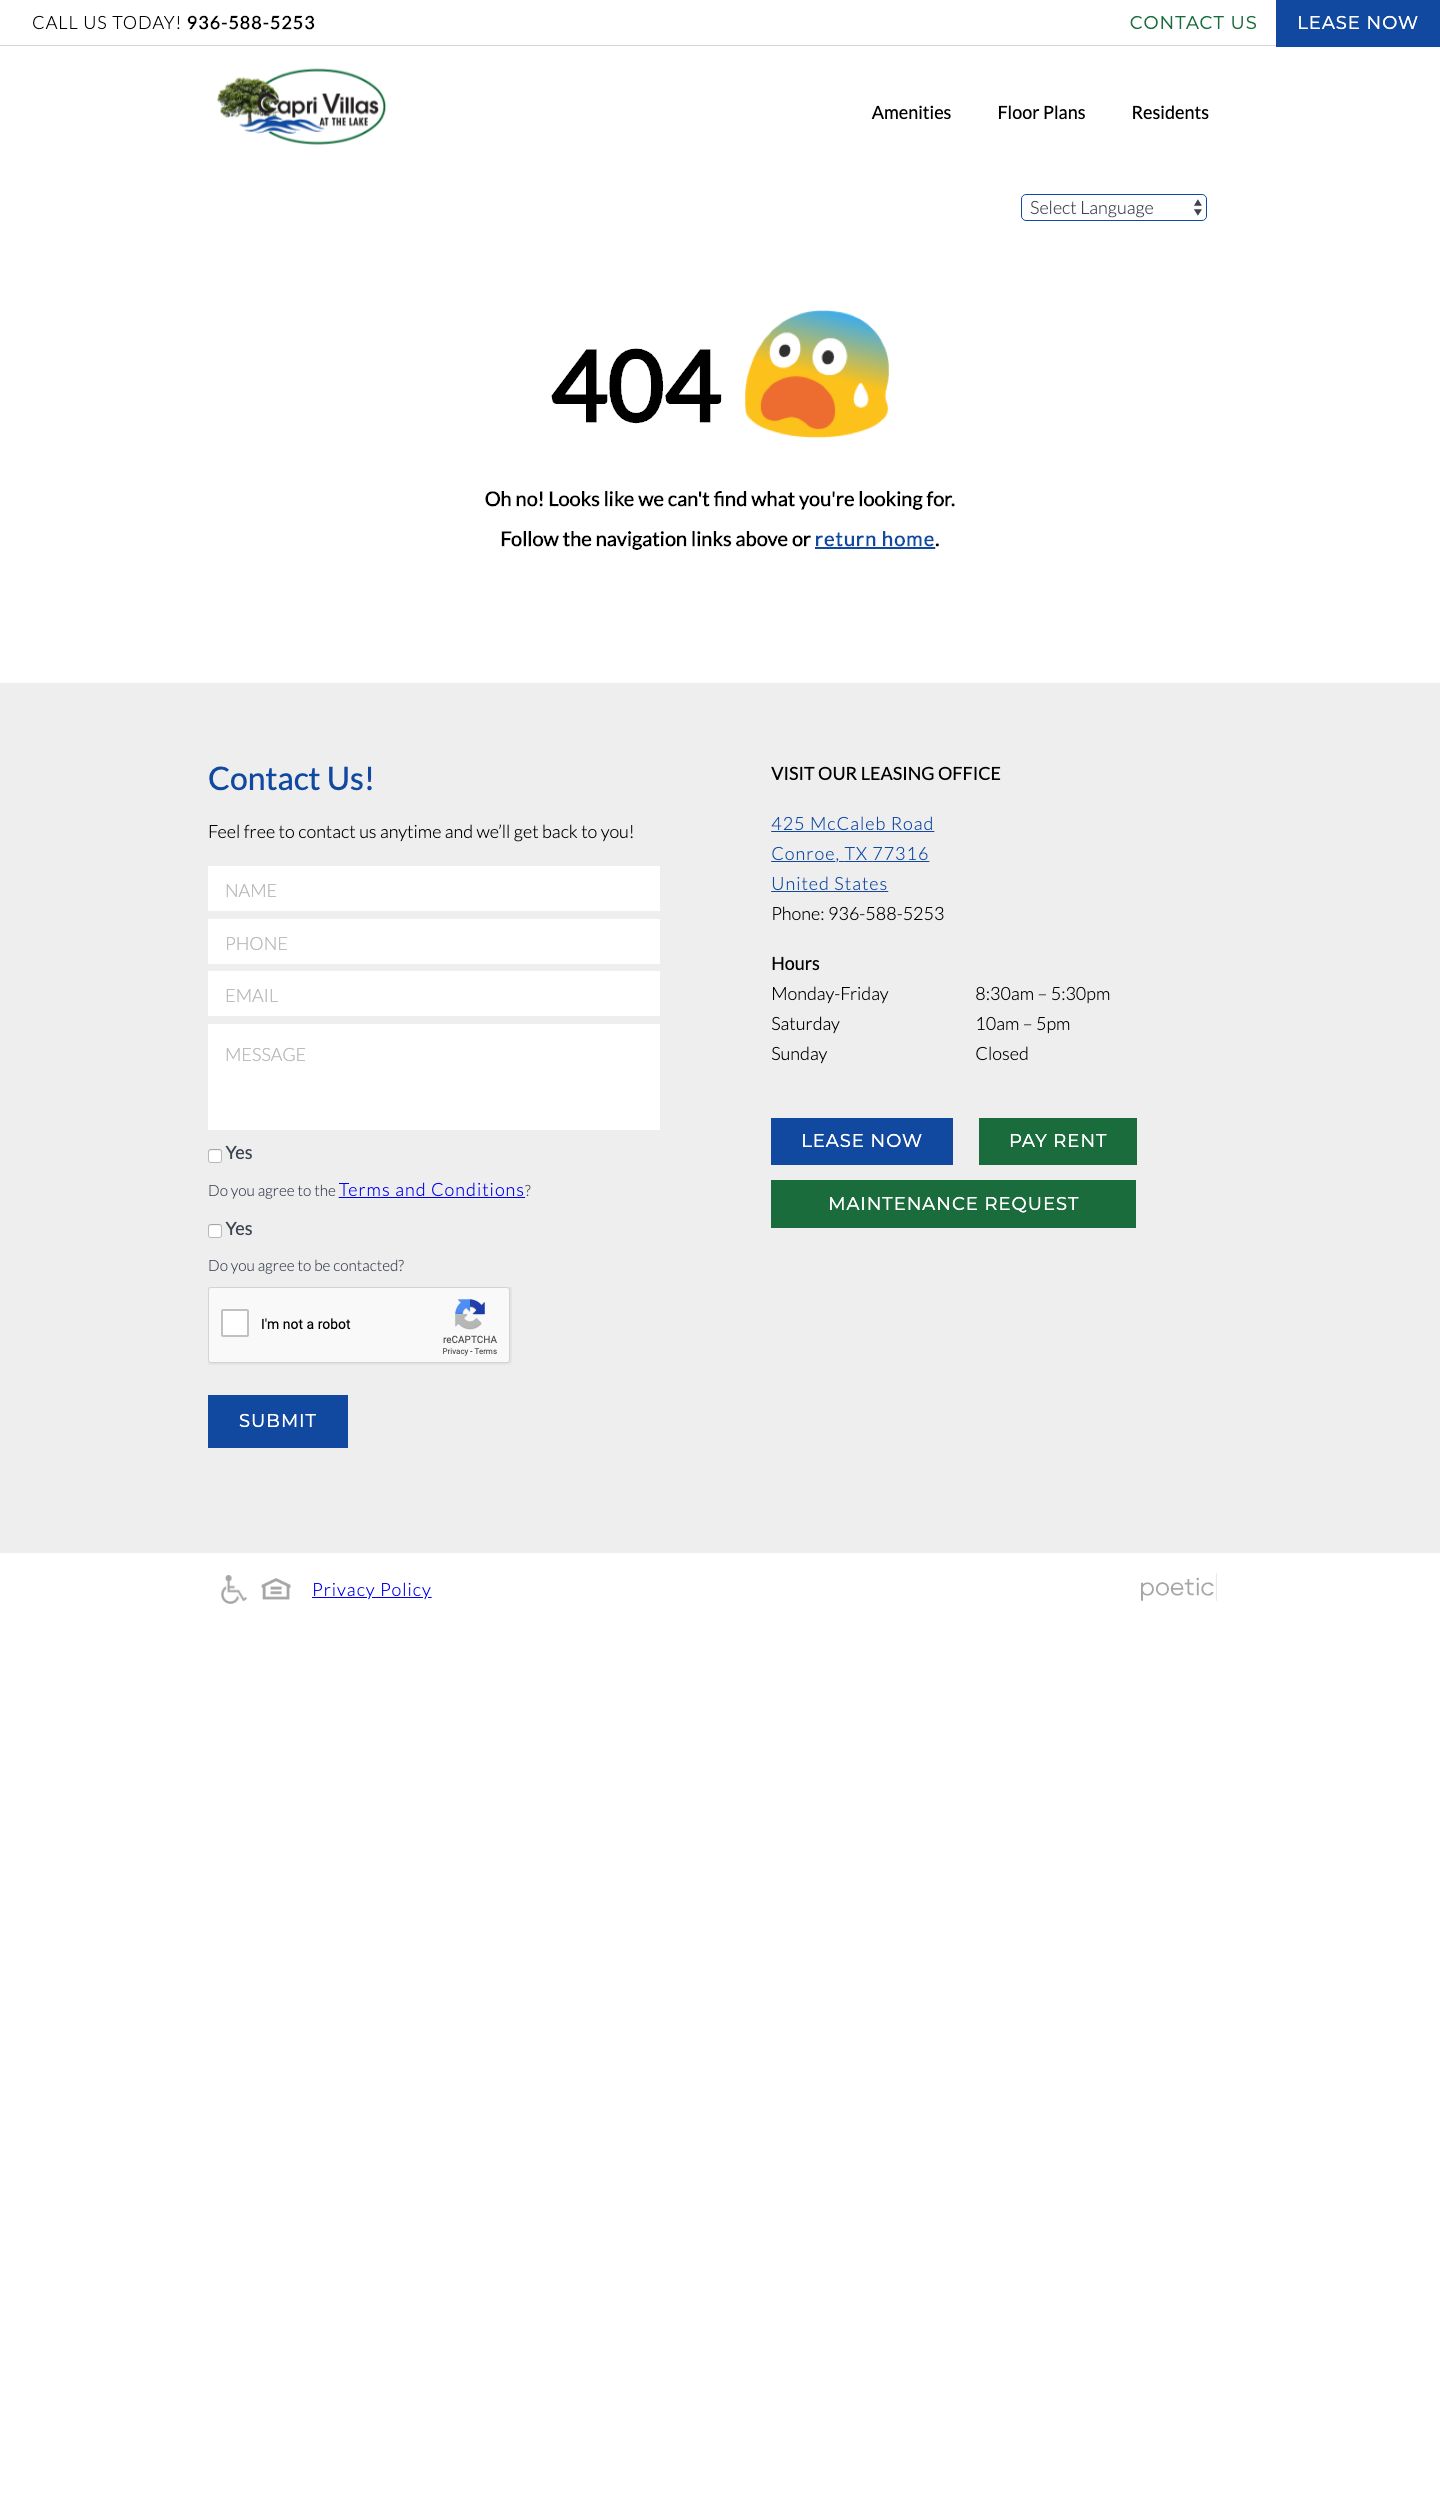 CALL US TODAY! 936-588-5253
CONTACT US
LEASE NOW
Capri Villas
AT THE LAKE
Amenities
Floor Plans
Residents
Select Language
404
Oh no! Looks like we can't find what you're looking for.
Follow the navigation links above or return home.
Contact Us!
Feel free to contact us anytime and we’ll get back to you!
NAME
PHONE
EMAIL
MESSAGE
Yes
Do you agree to the Terms and Conditions?
Yes
Do you agree to be contacted?
I'm not a robot
reCAPTCHA
Privacy - Terms
SUBMIT
VISIT OUR LEASING OFFICE
425 McCaleb Road
Conroe, TX 77316
United States
Phone: 936-588-5253
Hours
Monday-Friday 8:30am – 5:30pm
Saturday 10am – 5pm
Sunday Closed
LEASE NOW
PAY RENT
MAINTENANCE REQUEST
Privacy Policy
poetic